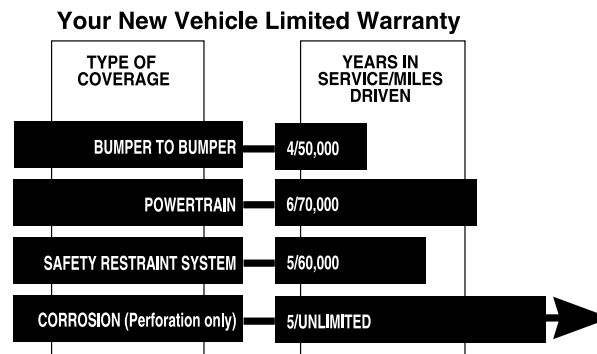 Your New Vehicle Limited Warranty
TYPE OF
COVERAGE
YEARS IN
SERVICE/MILES
DRIVEN
BUMPER TO BUMPER
4/50,000
POWERTRAIN
6/70,000
SAFETY RESTRAINT SYSTEM
5/60,000
CORROSION (Perforation only)
5/UNLIMITED